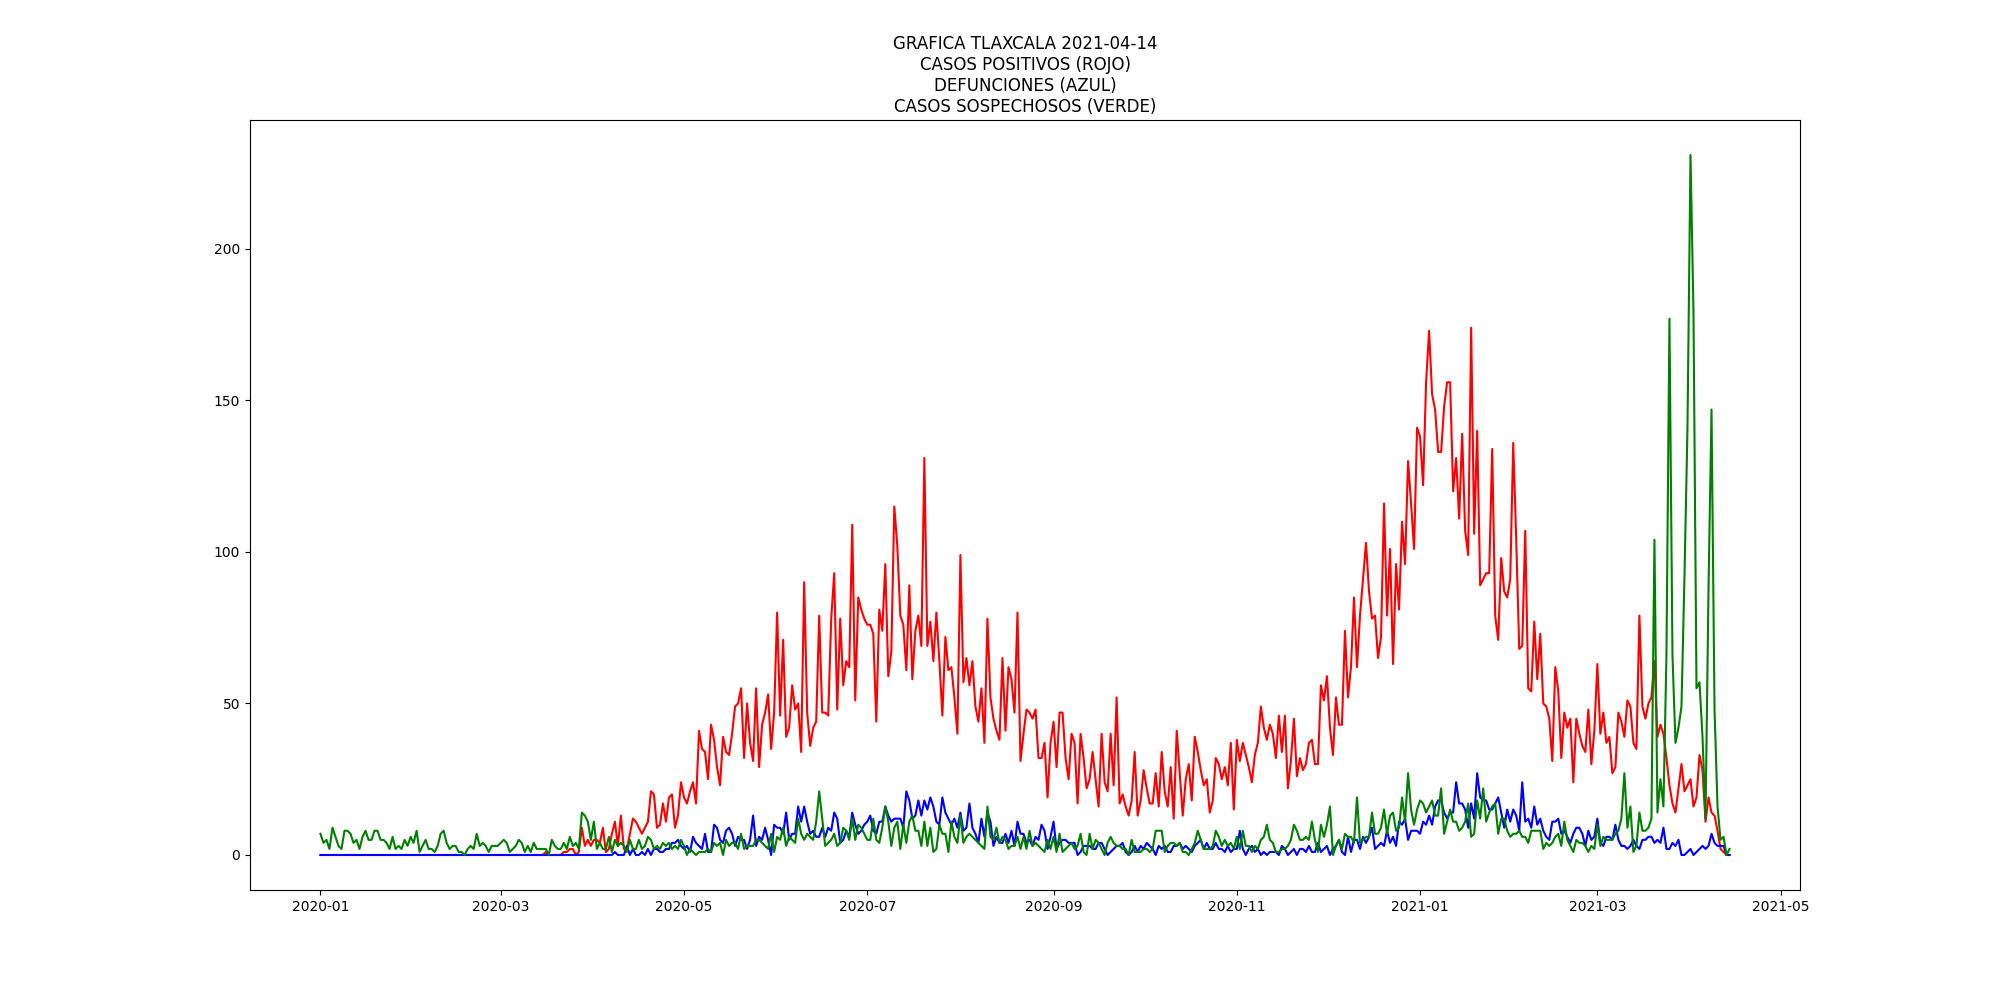 GRAFICA TLAXCALA 2021-04-14
CASOS POSITIVOS (ROJO)
DEFUNCIONES (AZUL)
CASOS SOSPECHOSOS (VERDE)
200
150
100
50
0
2020-01 2020-03 2020-05 2020-07 2020-09 2020-11 2021-01 2021-03 2021-05